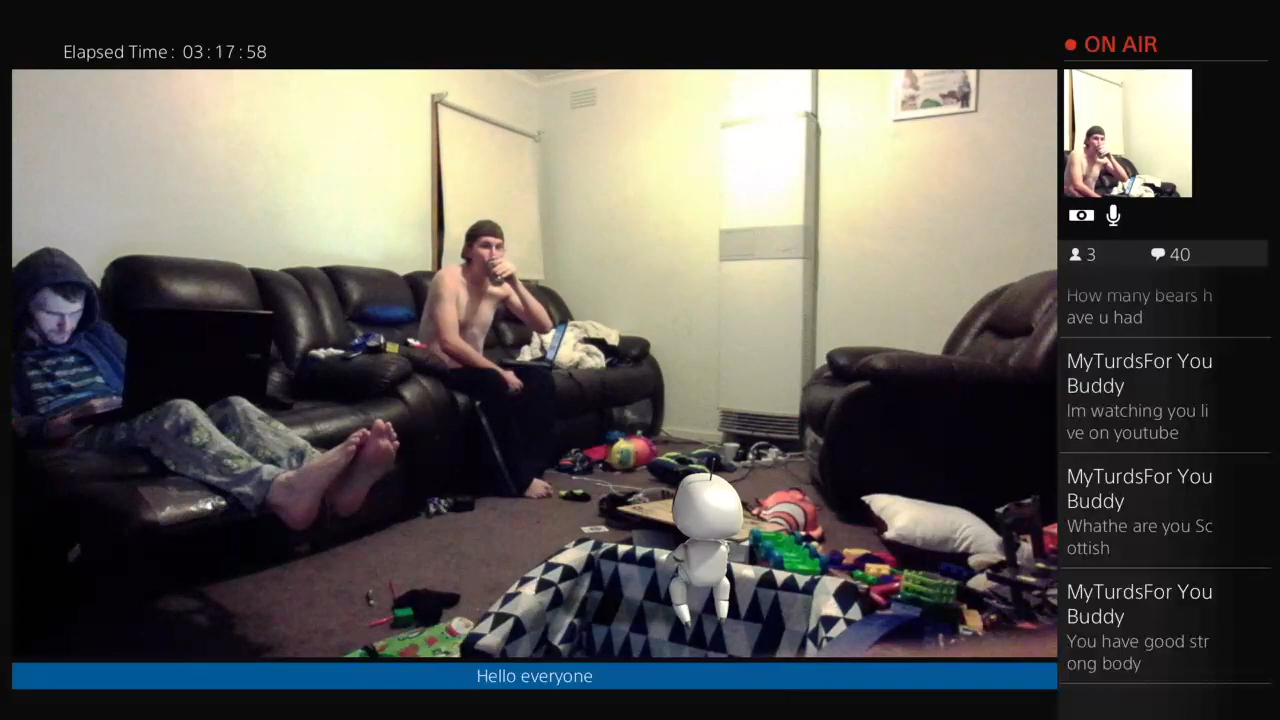 Elapsed Time: 03:17:58
ON AIR
3
40
How many bears h
ave u had
MyTurdsFor You
Buddy
Im watching you li
ve on youtube
MyTurdsFor You
Buddy
Whathe are you Sc
ottish
MyTurdsFor You
Buddy
You have good str
ong body
Hello everyone